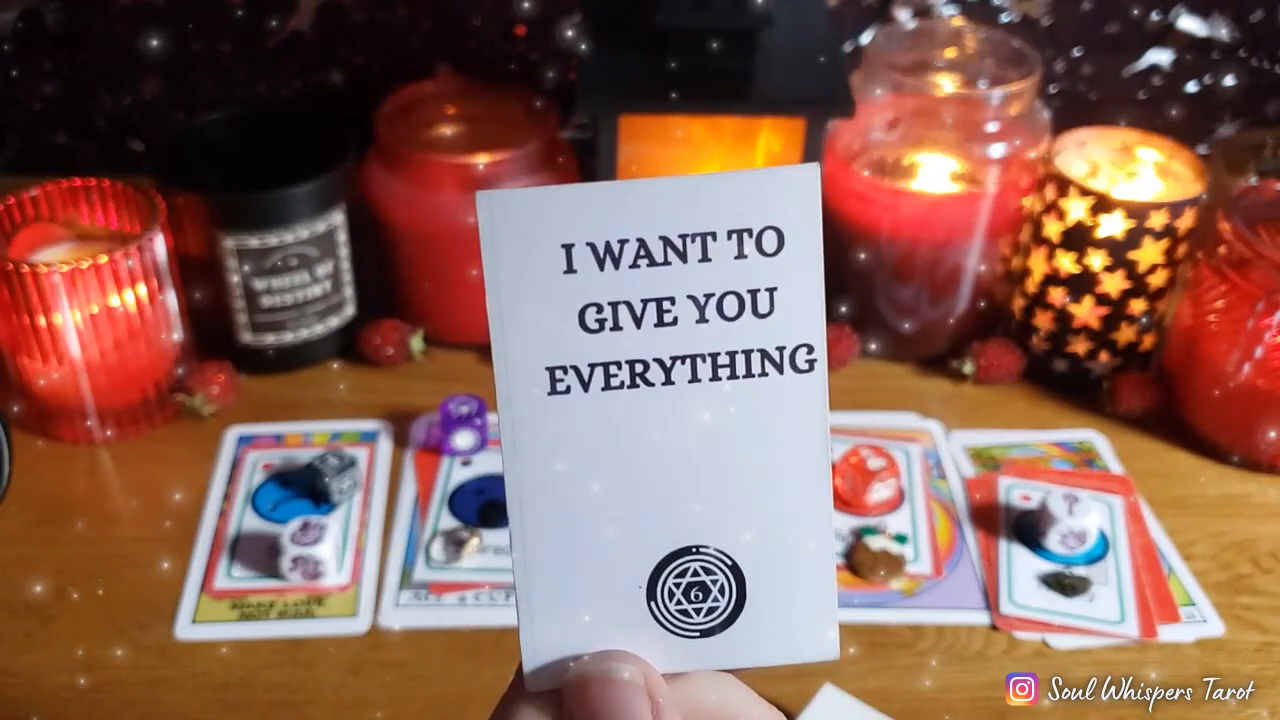 I WANT TO
GIVE YOU
EVERYTHING
6
WHEEL OF
DESTINY
MAKE LOVE
NOT WAR
Soul Whispers Tarot